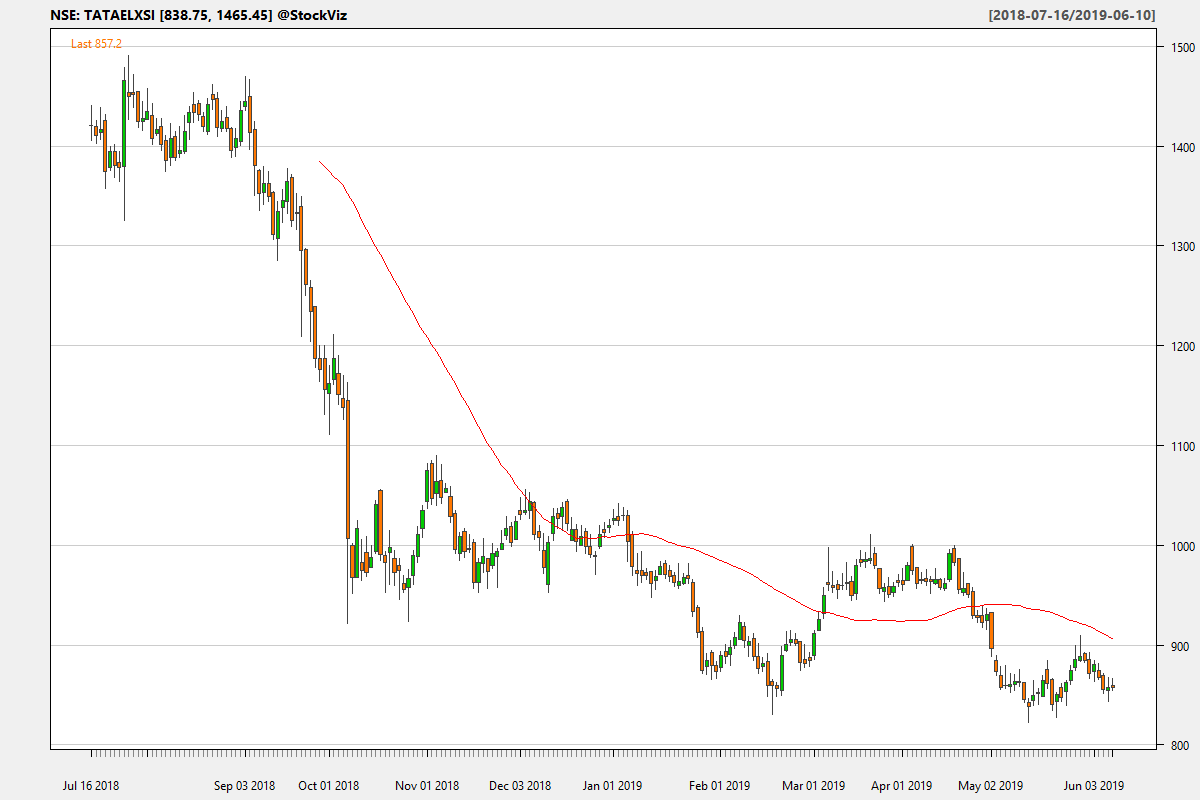 NSE: TATAELXSI [838.75, 1465.45] @StockViz [2018-07-16/2019-06-10]
Last 857.2
1500
1400
1300
1200
1100
1000
900
800
Jul 16 2018 Sep 03 2018 Oct 01 2018 Nov 01 2018 Dec 03 2018 Jan 01 2019 Feb 01 2019 Mar 01 2019 Apr 01 2019 May 02 2019 Jun 03 2019